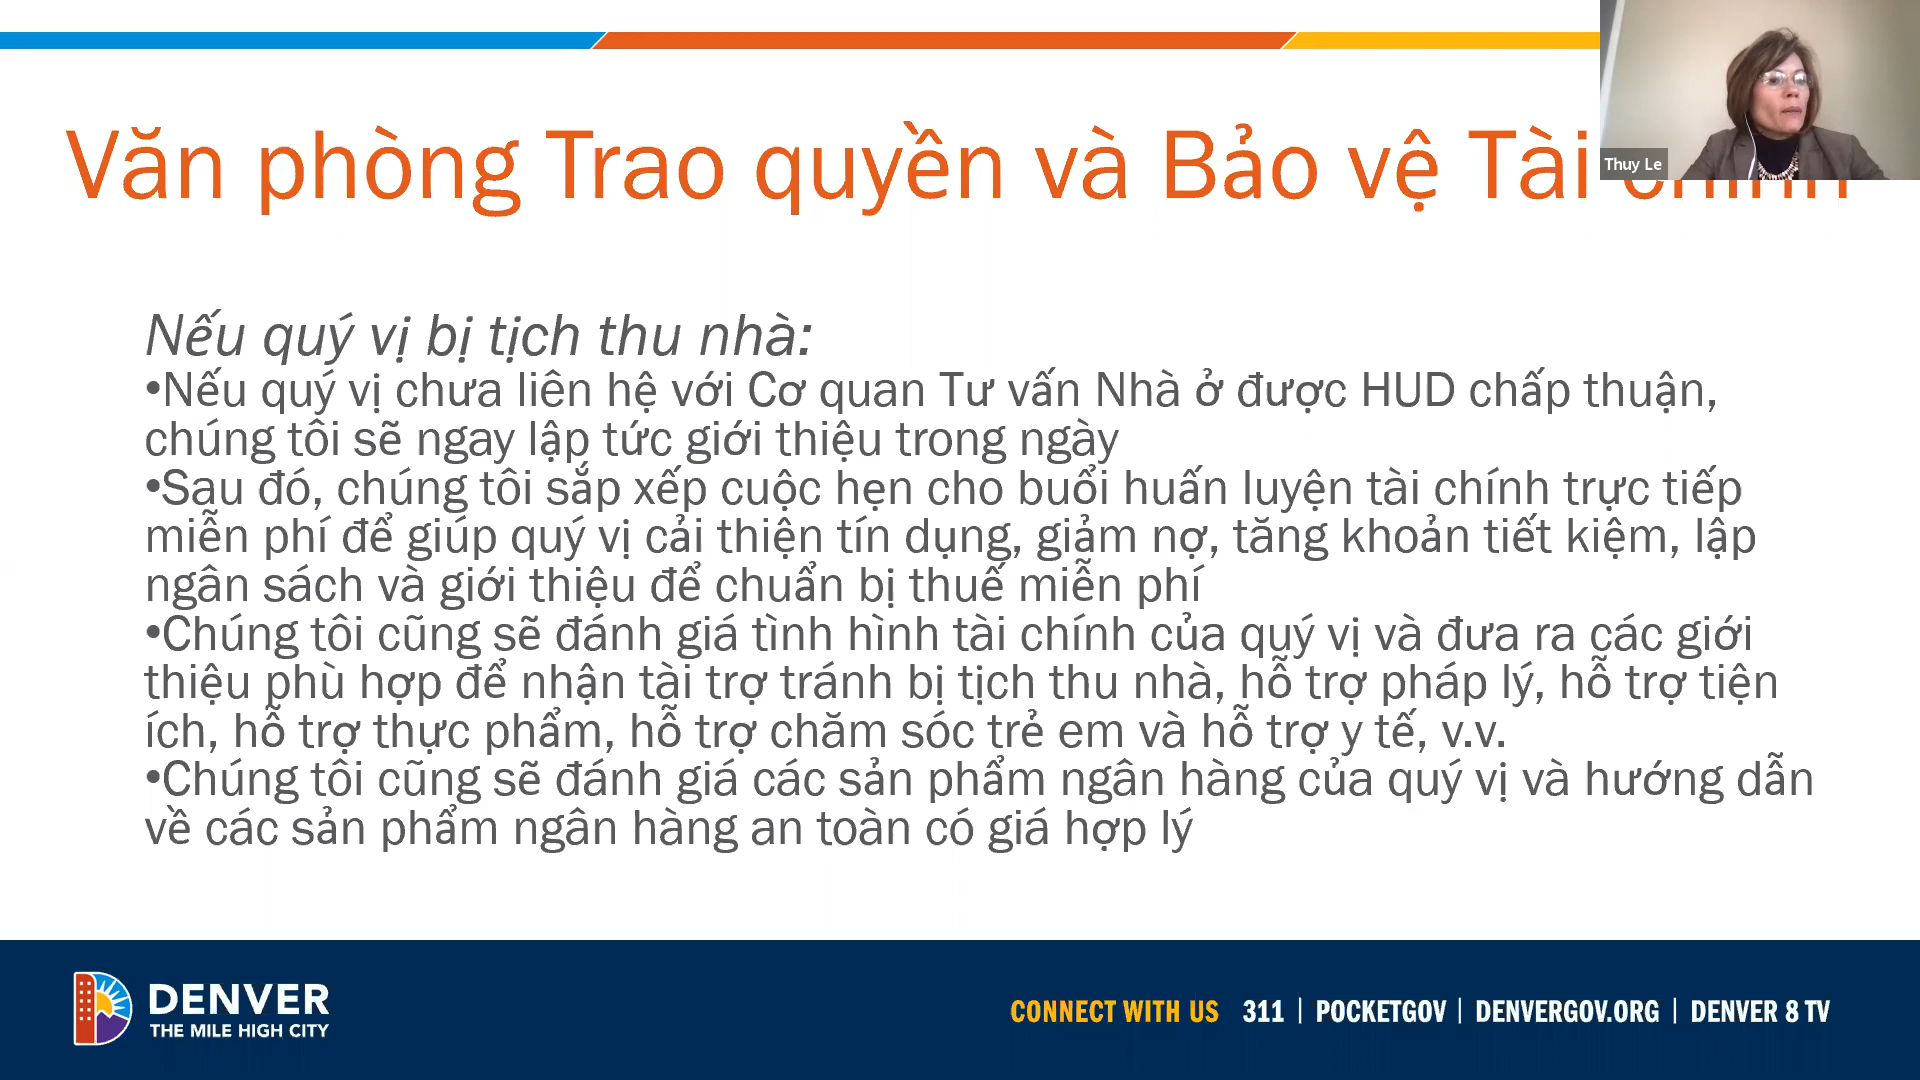 Văn phòng Trao quyền và Bảo vệ Tài
Thuy Le
Nếu quý vị bị tịch thu nhà:
•Nếu quý vị chưa liên hệ với Cơ quan Tư vấn Nhà ở được HUD chấp thuận,
chúng tôi sẽ ngay lập tức giới thiệu trong ngày
•Sau đó, chúng tôi sắp xếp cuộc hẹn cho buổi huấn luyện tài chính trực tiếp
miễn phí để giúp quý vị cải thiện tín dụng, giảm nợ, tăng khoản tiết kiệm, lập
ngân sách và giới thiệu để chuẩn bị thuế miễn phí
•Chúng tôi cũng sẽ đánh giá tình hình tài chính của quý vị và đưa ra các giới
thiệu phù hợp để nhận tài trợ tránh bị tịch thu nhà, hỗ trợ pháp lý, hỗ trợ tiện
ích, hỗ trợ thực phẩm, hỗ trợ chăm sóc trẻ em và hỗ trợ y tế, v.v.
•Chúng tôi cũng sẽ đánh giá các sản phẩm ngân hàng của quý vị và hướng dẫn
về các sản phẩm ngân hàng an toàn có giá hợp lý
DENVER
THE MILE HIGH CITY
CONNECT WITH US 311 | POCKETGOV | DENVERGOV.ORG | DENVER 8 TV